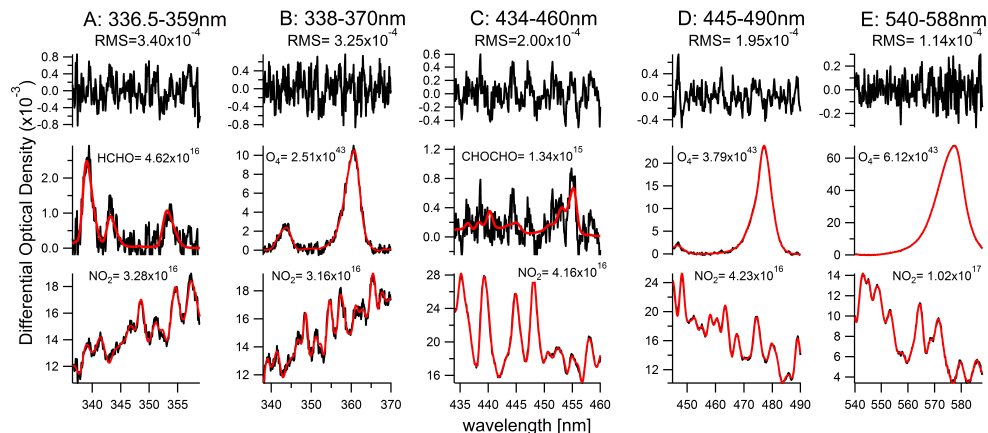 A: 336.5-359nm
B: 338-370nm
C: 434-460nm
D: 445-490nm
E: 540-588nm
RMS=3.40x10⁻⁴
RMS= 3.25x10⁻⁴
RMS=2.00x10⁻⁴
RMS= 1.95x10⁻⁴
RMS= 1.14x10⁻⁴
Differential Optical Density (x10⁻³)
0.8
0.4
0.0
-0.4
-0.8
0.8
0.4
0.0
-0.4
-0.8
0.6
0.4
0.2
0.0
-0.2
-0.4
0.4
0.0
-0.4
0.2
0.0
-0.2
HCHO= 4.62x10¹⁶
O₄= 2.51x10⁴³
CHOCHO= 1.34x10¹⁵
O₄= 3.79x10⁴³
O₄= 6.12x10⁴³
2.0
1.0
0.0
10
8
6
4
2
0
1.2
0.8
0.4
0.0
20
15
10
5
0
60
40
20
0
NO₂= 3.28x10¹⁶
NO₂= 3.16x10¹⁶
NO₂= 4.16x10¹⁶
NO₂= 4.23x10¹⁶
NO₂= 1.02x10¹⁷
18
16
14
12
18
16
14
12
28
24
20
16
24
20
16
12
14
12
10
8
6
4
340 345 350 355
340 350 360 370
435 440 445 450 455 460
450 460 470 480 490
540 550 560 570 580
wavelength [nm]